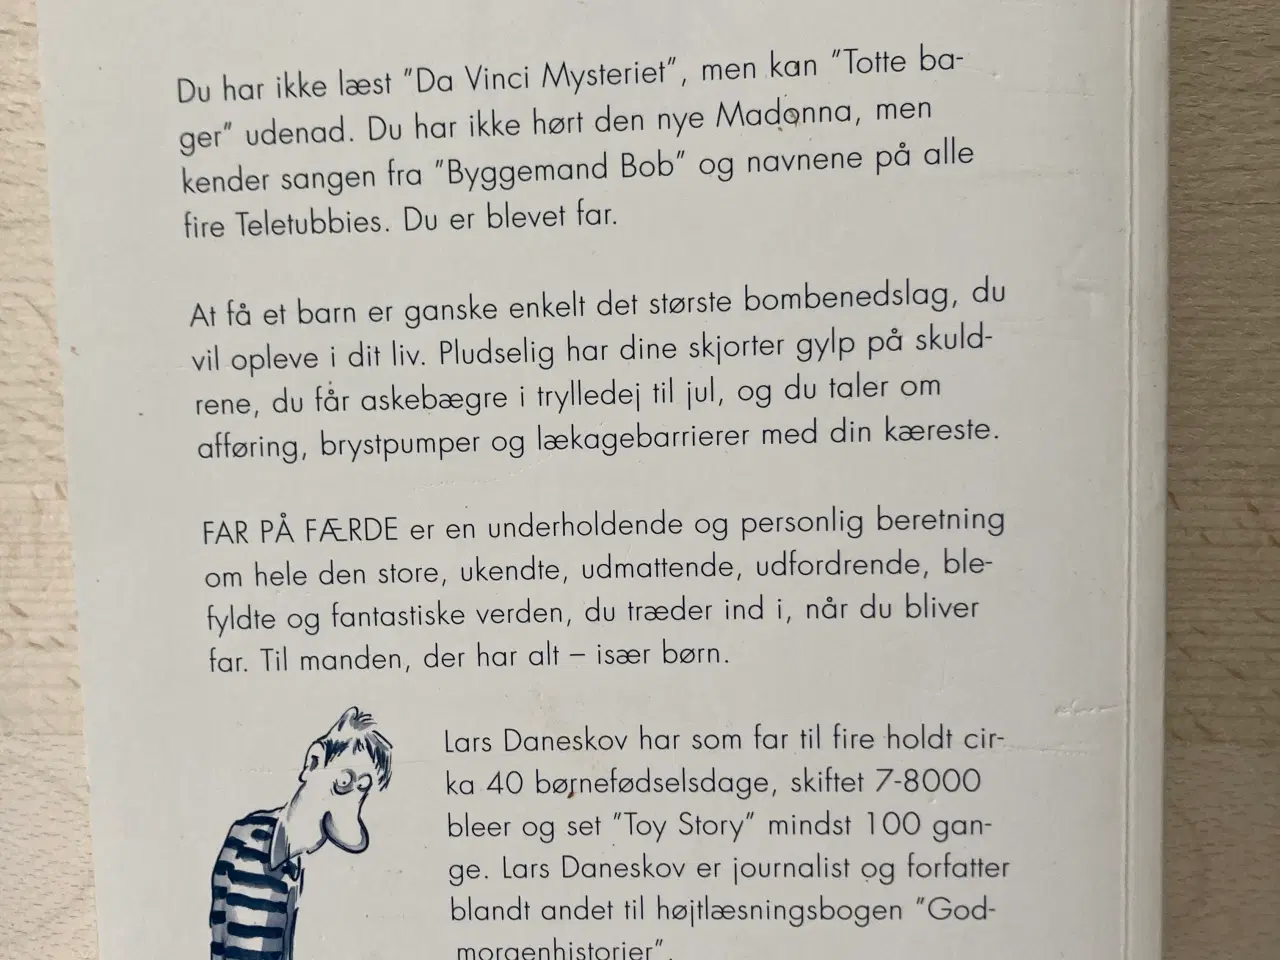 Du har ikke læst "Da Vinci Mysteriet", men kan "Totte ba-
ger" udenad. Du har ikke hørt den nye Madonna, men
kender sangen fra "Byggemand Bob" og navnene på alle
fire Teletubbies. Du er blevet far.
At få et barn er ganske enkelt det største bombenedslag, du
vil opleve i dit liv. Pludselig har dine skjorter gylp på skuld-
rene, du får askebægre i trylledej til jul, og du taler om
afføring, brystpumper og lækagebarrierer med din kæreste.
FAR PÅ FÆRDE er en underholdende og personlig beretning
om hele den store, ukendte, udmattende, udfordrende, ble-
fyldte og fantastiske verden, du træder ind i, når du bliver
far. Til manden, der har alt – især børn.
Lars Daneskov har som far til fire holdt cir-
ka 40 børnefødselsdage, skiftet 7-8000
bleer og set "Toy Story" mindst 100 gan-
ge. Lars Daneskov er journalist og forfatter
blandt andet til højtlæsningsbogen "God-
morgenhistorier".